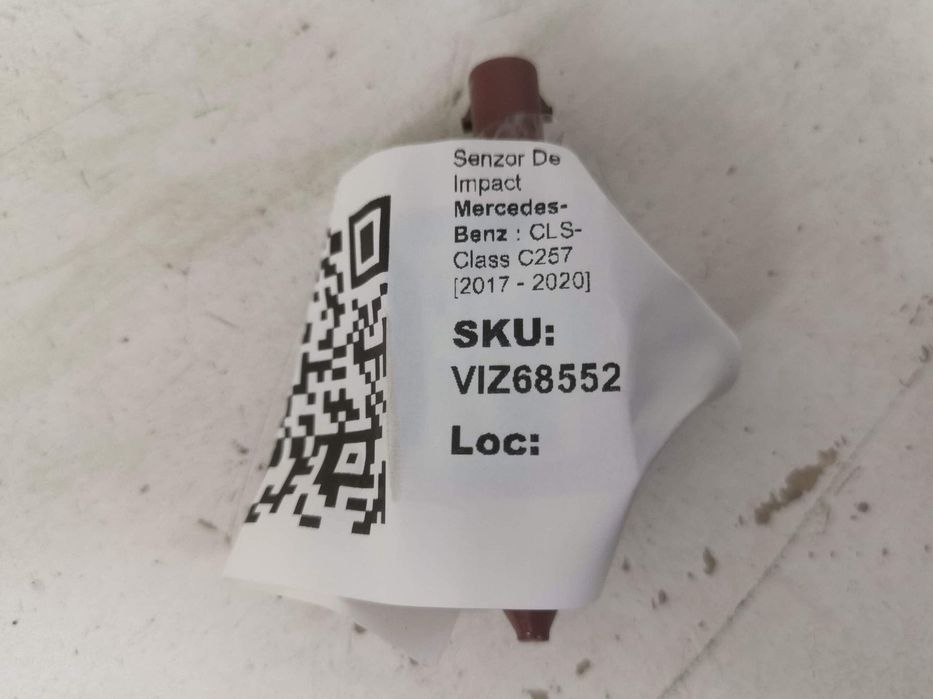 Senzor De
Impact
Mercedes-
Benz : CLS-
Class C257
[2017 - 2020]
SKU:
VIZ68552
Loc: